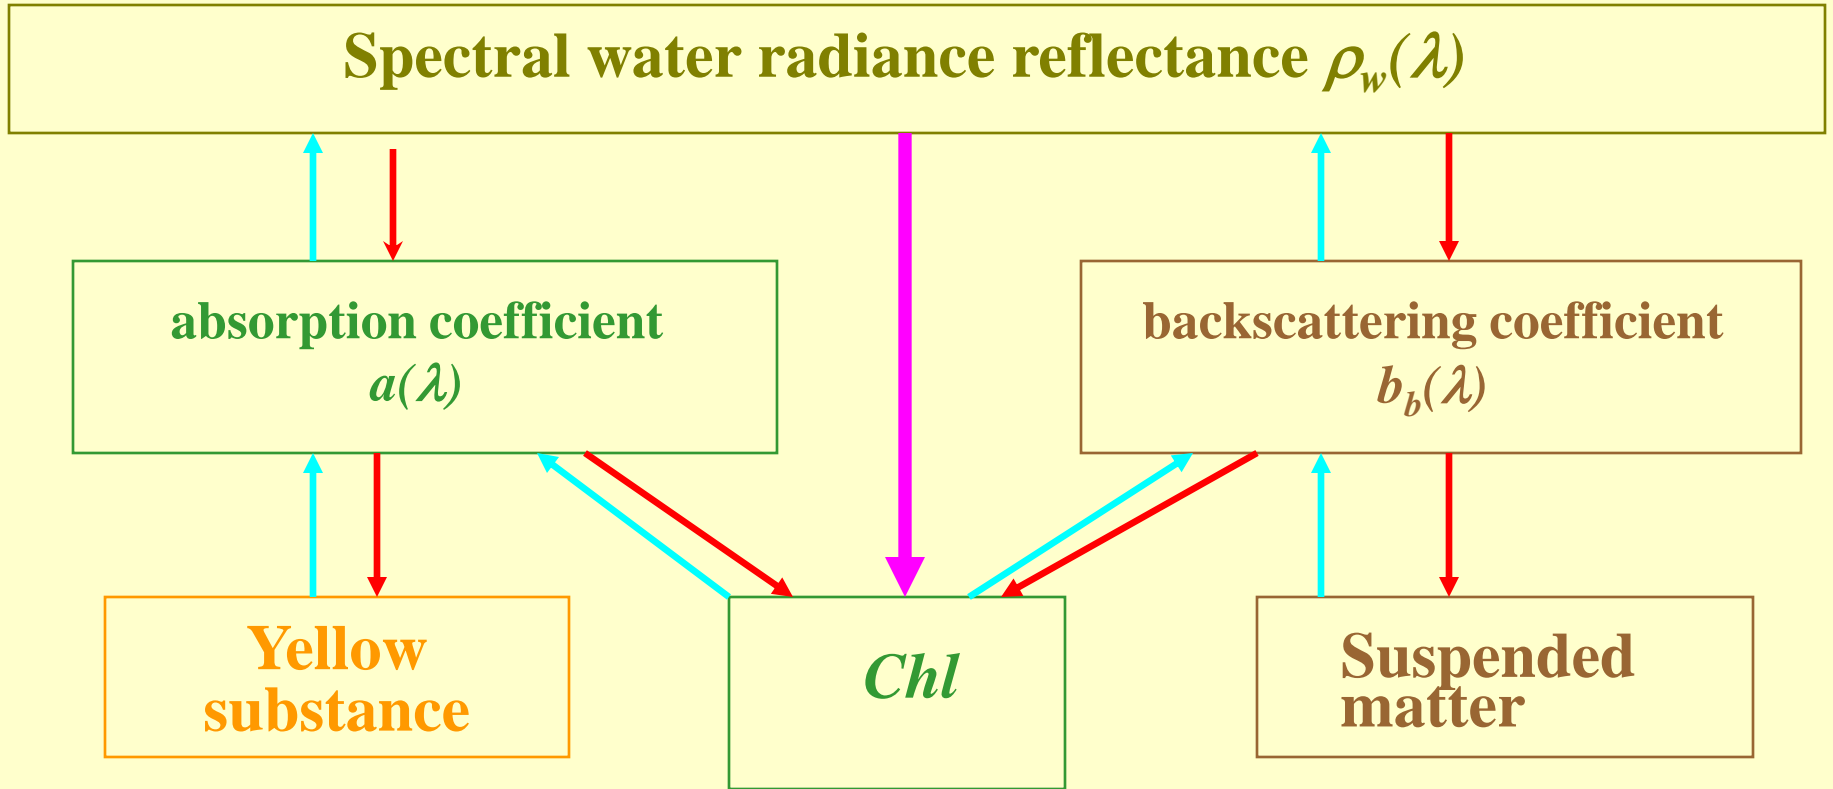 Spectral water radiance reflectance ρw(λ)
absorption coefficient
a(λ)
backscattering coefficient
bb(λ)
Yellow
substance
Chl
Suspended
matter